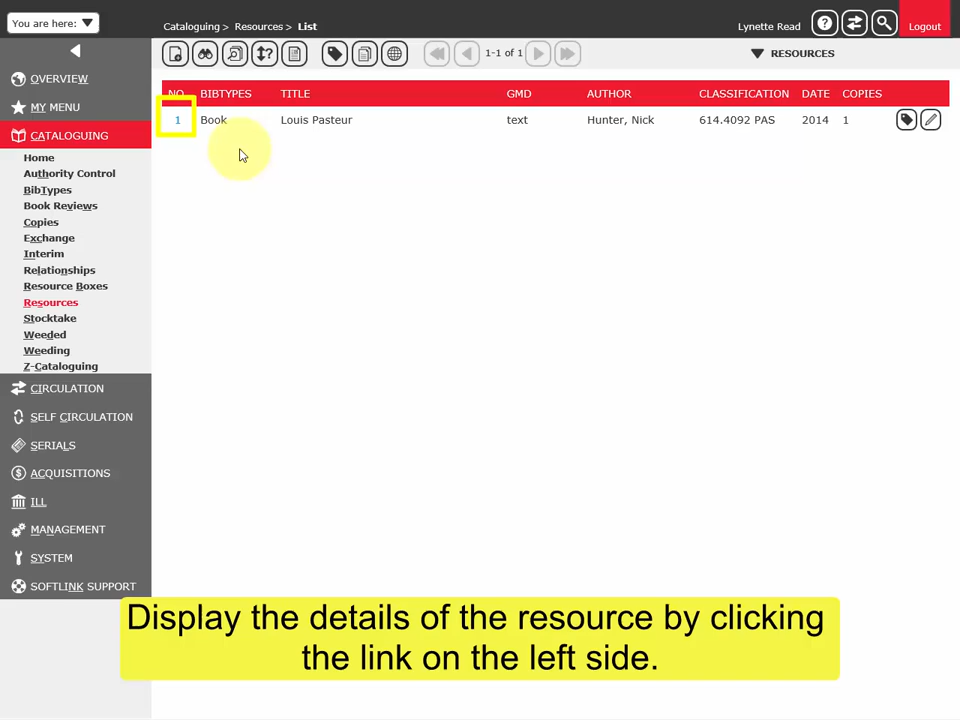 You are here:
Cataloguing > Resources > List
Lynette Read
Logout
1-1 of 1
RESOURCES
OVERVIEW
MY MENU
CATALOGUING
Home
Authority Control
BibTypes
Book Reviews
Copies
Exchange
Interim
Relationships
Resource Boxes
Resources
Stocktake
Weeded
Weeding
Z-Cataloguing
CIRCULATION
SELF CIRCULATION
SERIALS
ACQUISITIONS
ILL
MANAGEMENT
SYSTEM
SOFTLINK SUPPORT
NO BIBTYPES TITLE GMD AUTHOR CLASSIFICATION DATE COPIES
1 Book Louis Pasteur text Hunter, Nick 614.4092 PAS 2014 1
Display the details of the resource by clicking
the link on the left side.